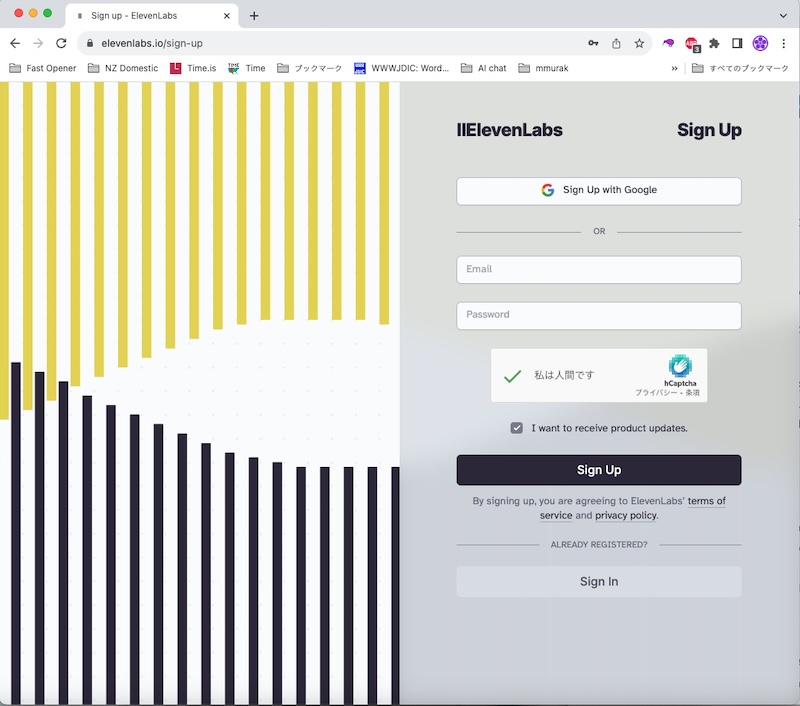 Sign up - ElevenLabs
elevenlabs.io/sign-up
3
Fast Opener
NZ Domestic
Time.is
Time
ブックマーク
WWWJDIC: Word...
AI chat
mmurak
»
すべてのブックマーク
IIElevenLabs
Sign Up
Sign Up with Google
OR
Email
Password
私は人間です
hCaptcha
プライバシー - 条項
I want to receive product updates.
Sign Up
By signing up, you are agreeing to ElevenLabs' terms of
service and privacy policy.
ALREADY REGISTERED?
Sign In